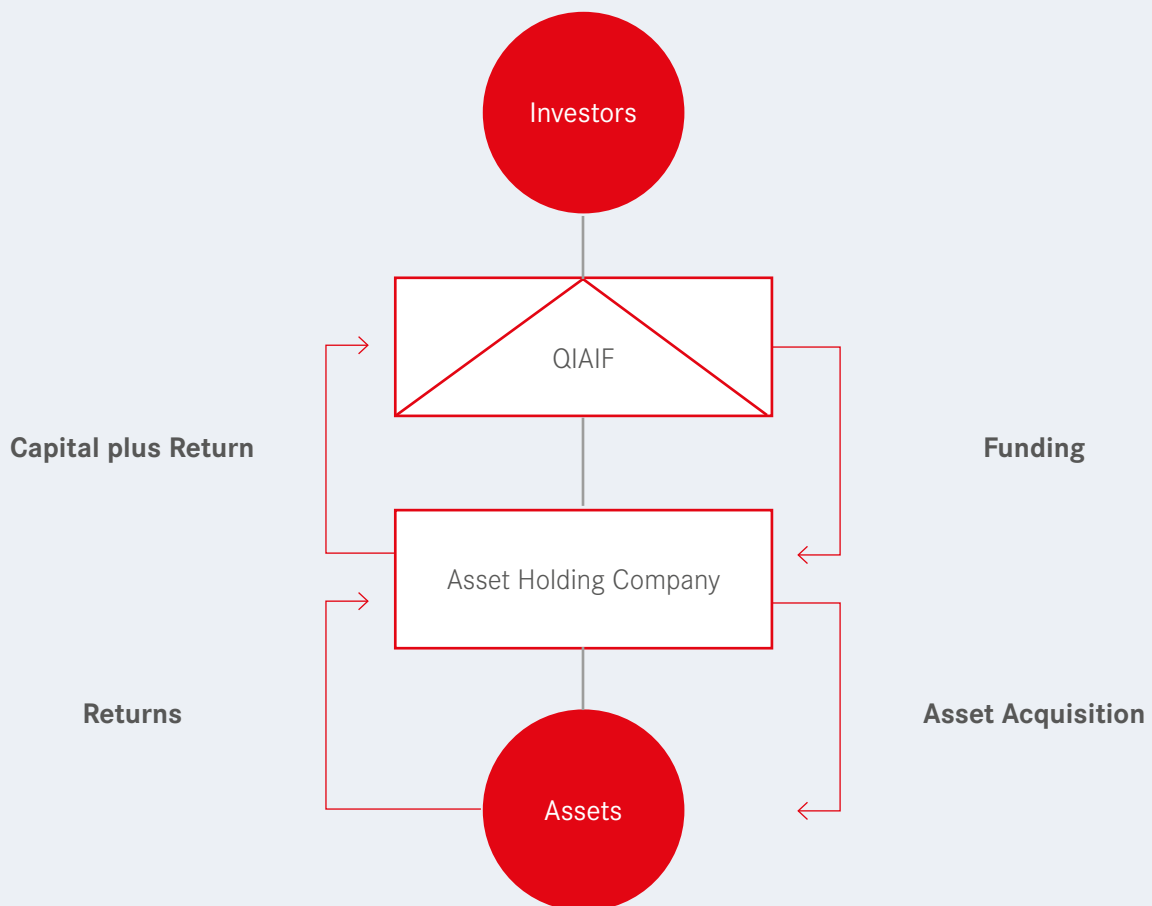 Investors
QIAIF
Capital plus Return
Funding
Asset Holding Company
Returns
Asset Acquisition
Assets